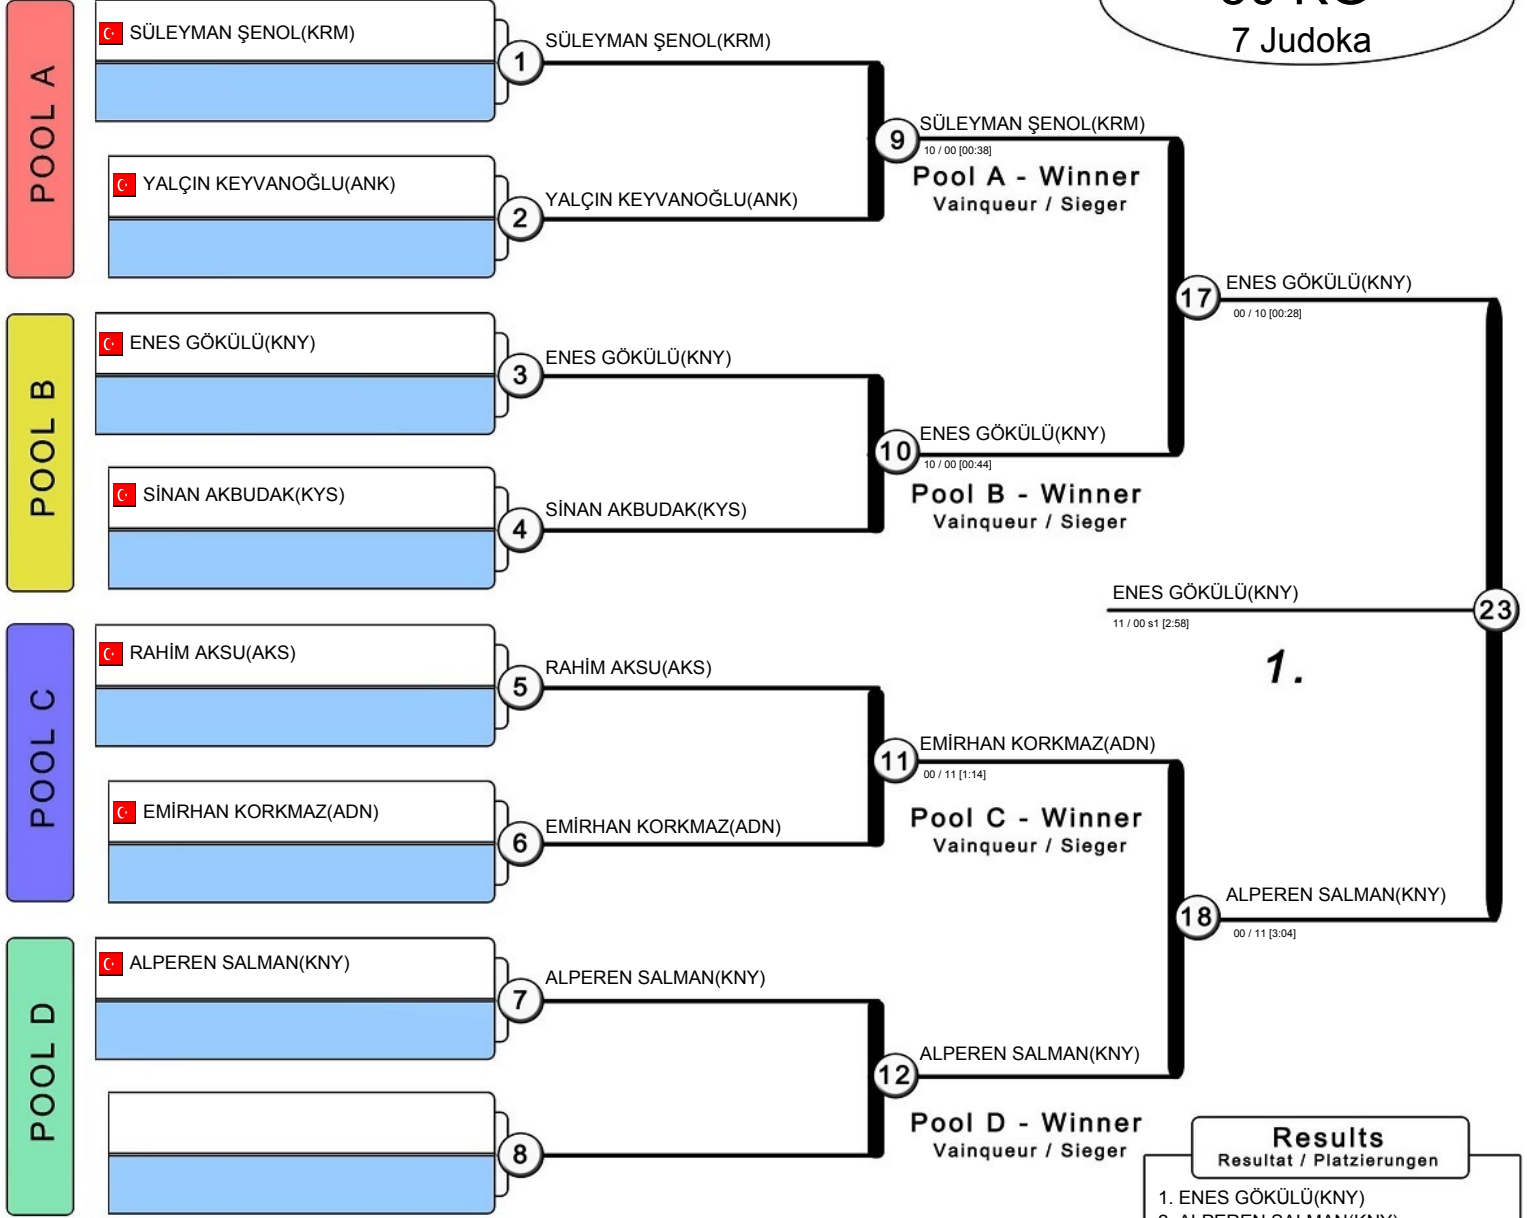 KG
7 Judoka
POOL A
SÜLEYMAN ŞENOL(KRM)
1
SÜLEYMAN ŞENOL(KRM)
YALÇIN KEYVANOĞLU(ANK)
2
YALÇIN KEYVANOĞLU(ANK)
9
SÜLEYMAN ŞENOL(KRM)
10 / 00 [00:38]
Pool A - Winner
Vainqueur / Sieger
POOL B
ENES GÖKÜLÜ(KNY)
3
ENES GÖKÜLÜ(KNY)
SİNAN AKBUDAK(KYS)
4
SİNAN AKBUDAK(KYS)
10
ENES GÖKÜLÜ(KNY)
10 / 00 [00:44]
Pool B - Winner
Vainqueur / Sieger
17
ENES GÖKÜLÜ(KNY)
00 / 10 [00:28]
POOL C
RAHİM AKSU(AKS)
5
RAHİM AKSU(AKS)
EMİRHAN KORKMAZ(ADN)
6
EMİRHAN KORKMAZ(ADN)
11
EMİRHAN KORKMAZ(ADN)
00 / 11 [1:14]
Pool C - Winner
Vainqueur / Sieger
POOL D
ALPEREN SALMAN(KNY)
7
ALPEREN SALMAN(KNY)
8
12
ALPEREN SALMAN(KNY)
Pool D - Winner
Vainqueur / Sieger
18
ALPEREN SALMAN(KNY)
00 / 11 [3:04]
ENES GÖKÜLÜ(KNY)
23
11 / 00 s1 [2:58]
1.
Results
Resultat / Platzierungen
1. ENES GÖKÜLÜ(KNY)
2. ALPEREN SALMAN(KNY)